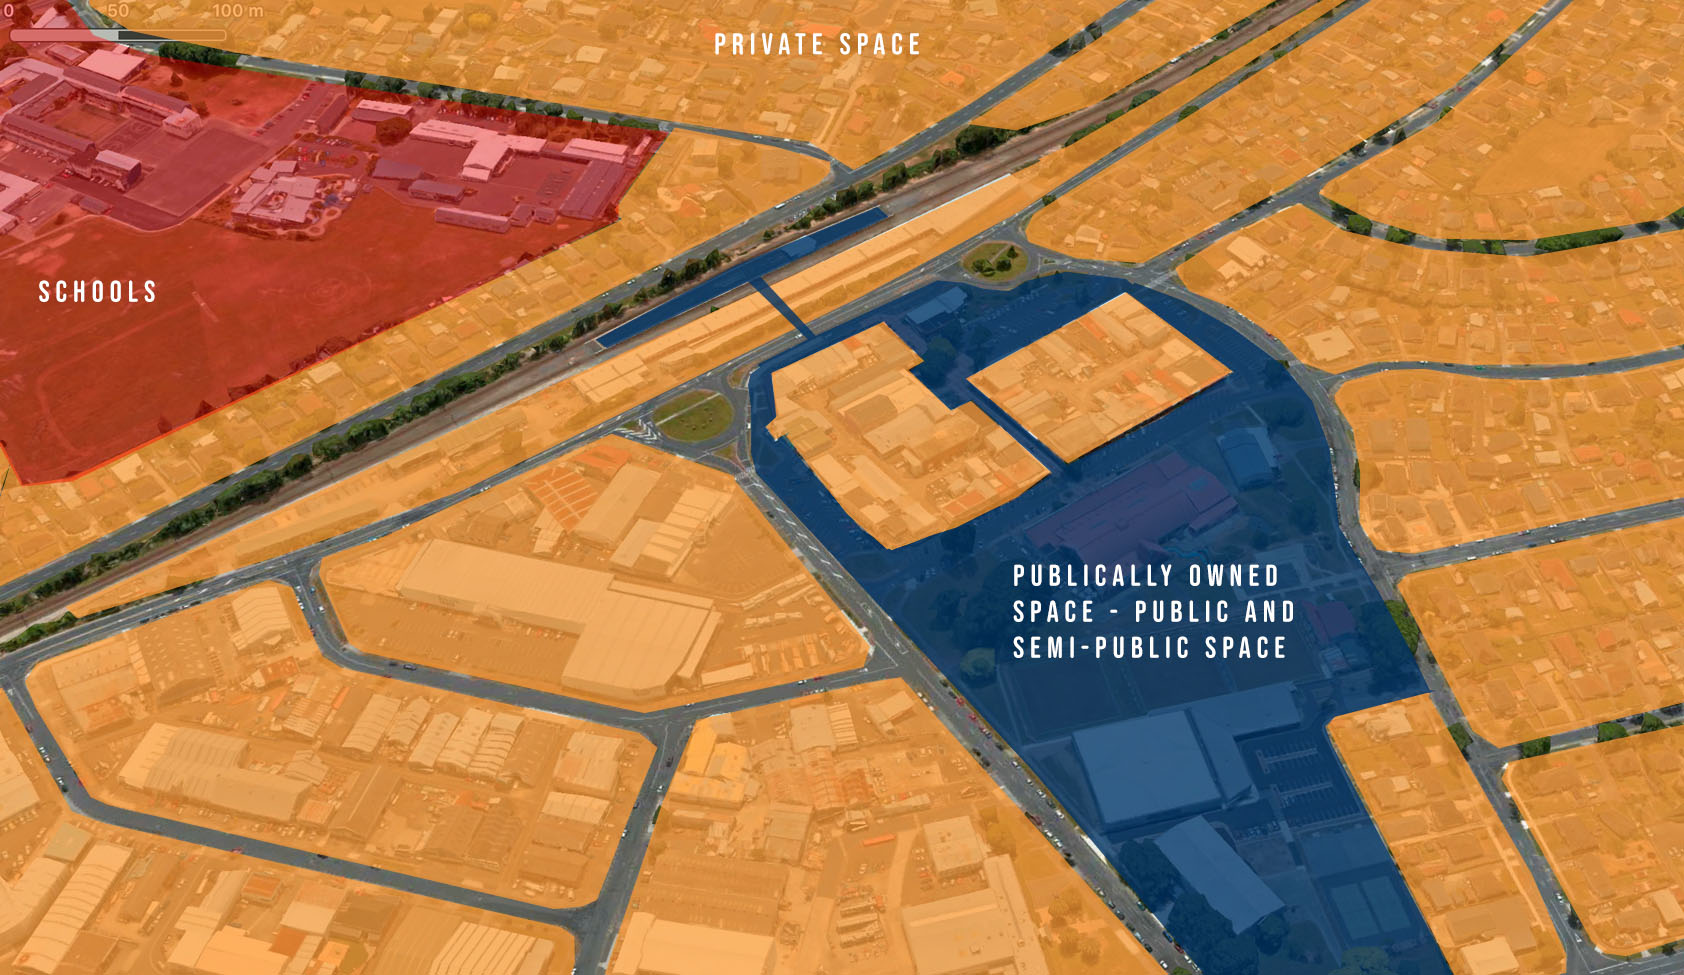 0 50 100 m
PRIVATE SPACE
SCHOOLS
PUBLICALLY OWNED
SPACE - PUBLIC AND
SEMI-PUBLIC SPACE